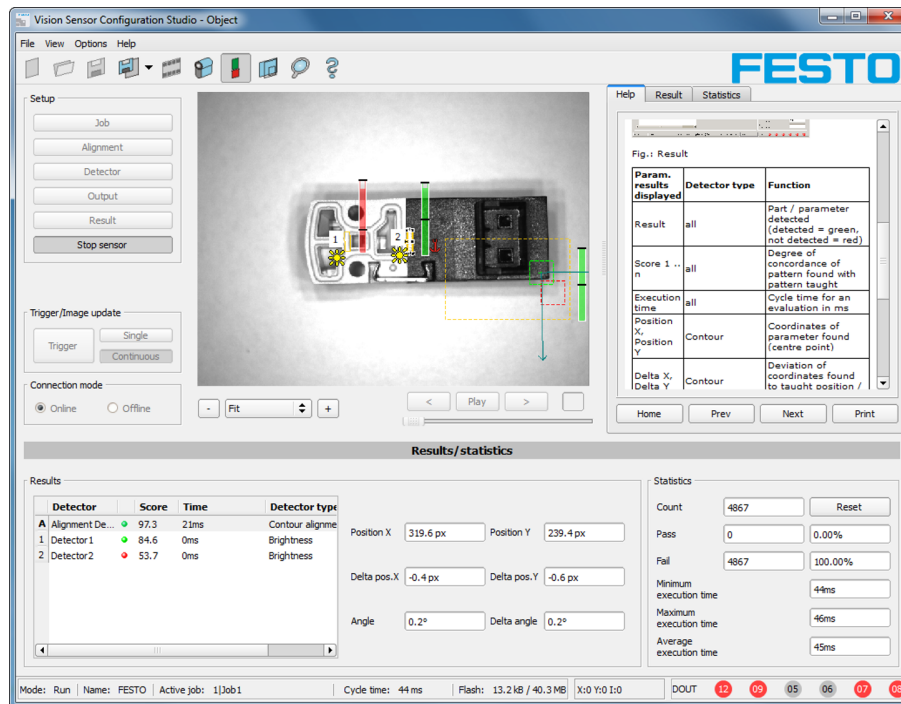 Vision Sensor Configuration Studio - Object
File View Options Help
FESTO
Setup
Job
Alignment
Detector
Output
Result
Stop sensor
Trigger/Image update
Trigger
Single
Continuous
Connection mode
Online Offline
1
2
- Fit +
< Play >
Help Result Statistics
Fig.: Result
Param. results displayed Detector type Function
Result all Part / parameter detected (detected = green, not detected = red)
Score 1 .. n all Degree of concordance of pattern found with pattern taught
Execution time all Cycle time for an evaluation in ms
Position X, Position Y Contour Coordinates of parameter found (centre point)
Delta X, Delta Y Contour Deviation of coordinates found to taught position /
Home Prev Next Print
Results/statistics
Results
Detector Score Time Detector type
A Alignment De... 97.3 21ms Contour alignme
1 Detector1 84.6 0ms Brightness
2 Detector2 53.7 0ms Brightness
Position X 319.6 px Position Y 239.4 px
Delta pos.X -0.4 px Delta pos.Y -0.6 px
Angle 0.2° Delta angle 0.2°
Statistics
Count 4867 Reset
Pass 0 0.00%
Fail 4867 100.00%
Minimum execution time 44ms
Maximum execution time 46ms
Average execution time 45ms
Mode: Run Name: FESTO Active job: 1|Job1 Cycle time: 44 ms Flash: 13.2 kB / 40.3 MB X:0 Y:0 I:0 DOUT 12 09 05 06 07 08